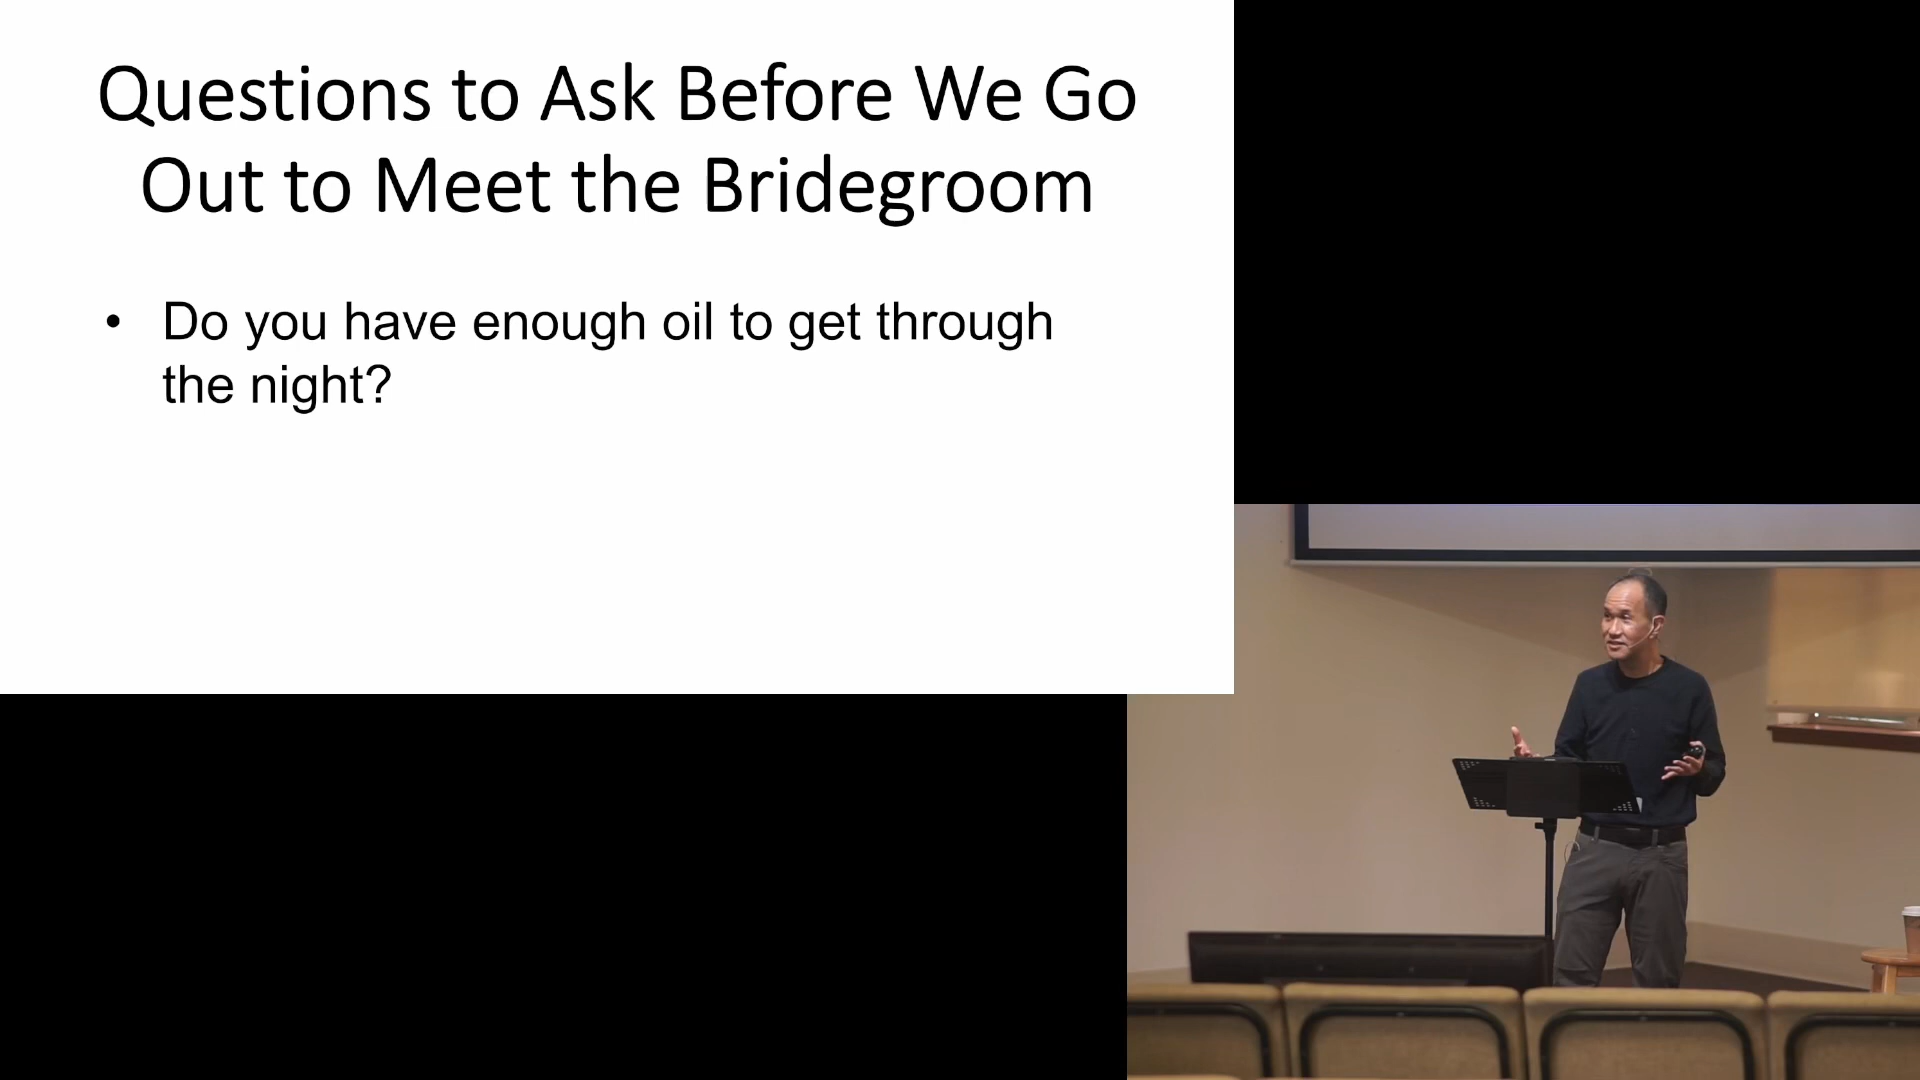 Questions to Ask Before We Go
Out to Meet the Bridegroom
• Do you have enough oil to get through
the night?